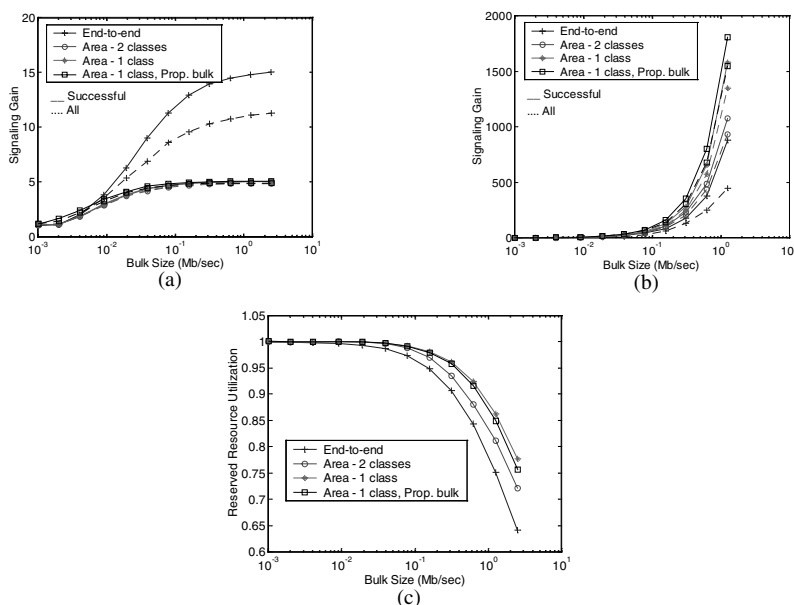 20
15
10
5
0
Signaling Gain
End-to-end
Area - 2 classes
Area - 1 class
Area - 1 class, Prop. bulk
__ Successful
.... All
10-3 10-2 10-1 100 101
Bulk Size (Mb/sec)
(a)
2000
1500
1000
500
0
Signaling Gain
End-to-end
Area - 2 classes
Area - 1 class
Area - 1 class, Prop. bulk
__ Successful
.... All
10-3 10-2 10-1 100 10
Bulk Size (Mb/sec)
(b)
1.05
1
0.95
0.9
0.85
0.8
0.75
0.7
0.65
0.6
Reserved Resource Utilization
End-to-end
Area - 2 classes
Area - 1 class
Area - 1 class, Prop. bulk
10-3 10-2 10-1 100 101
Bulk Size (Mb/sec)
(c)